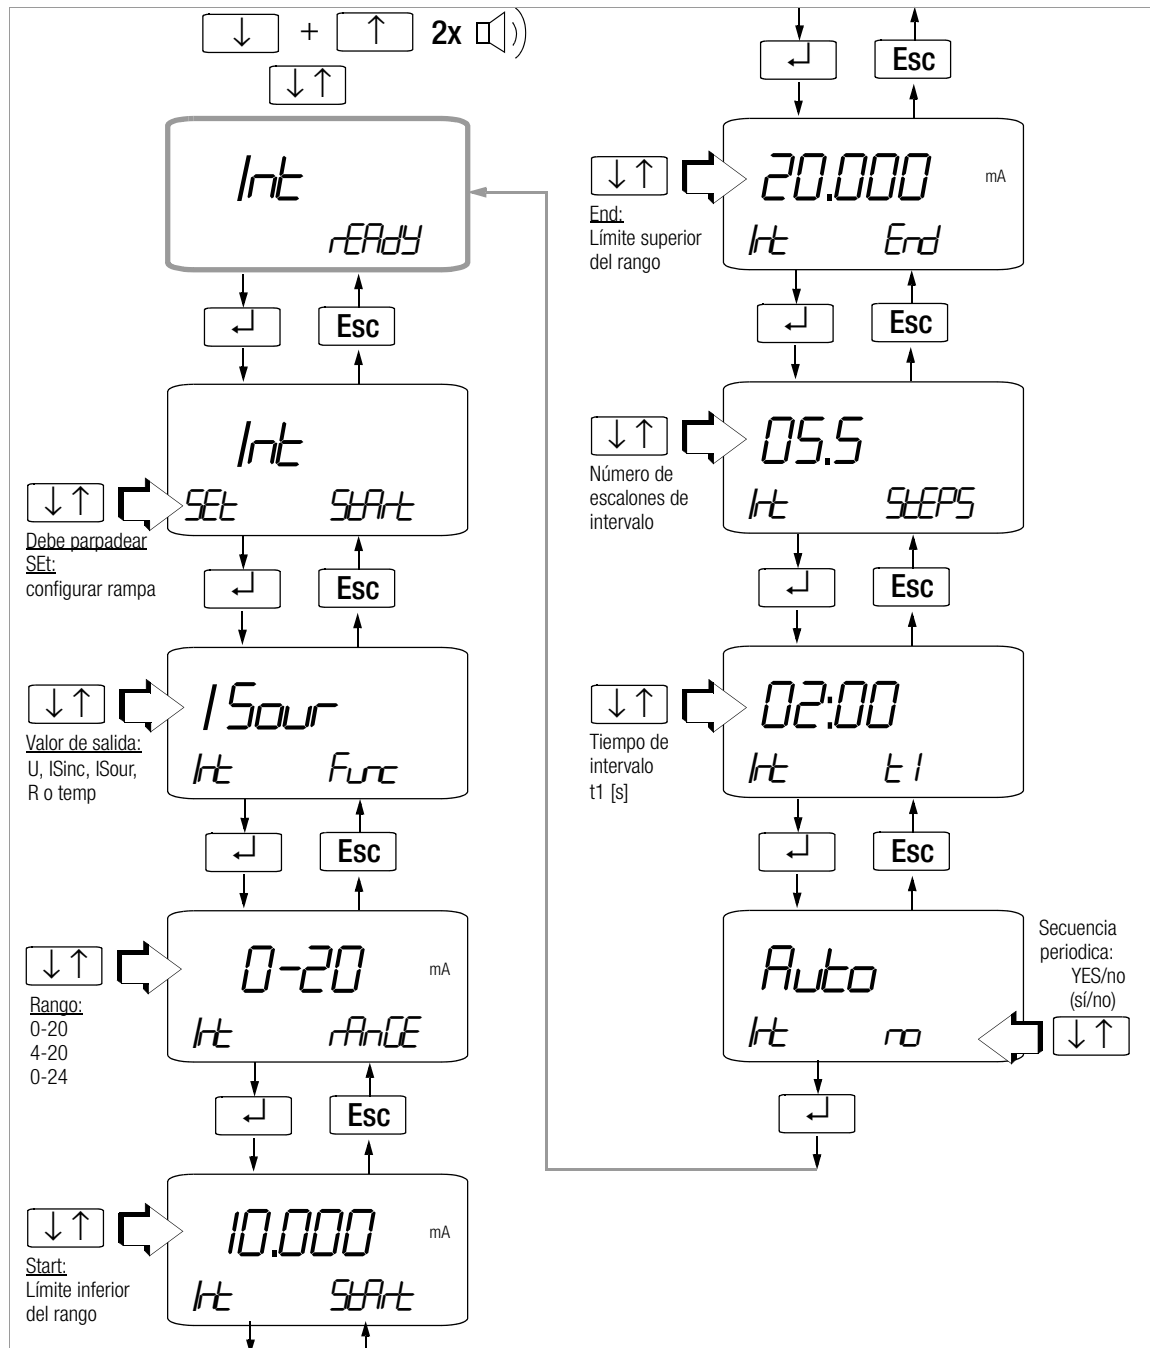 ↓ + ↑ 2x
↓↑
Int
rEAdY
↵ Esc
Int
SEt StArt
↓↑
Debe parpadear
SEt:
configurar rampa
↵ Esc
ISour
Int Func
↓↑
Valor de salida:
U, ISinc, ISour,
R o temp
↵ Esc
0-20 mA
Int rAnGE
↓↑
Rango:
0-20
4-20
0-24
↵ Esc
10.000 mA
Int StArt
↓↑
Start:
Límite inferior
del rango
↵ Esc
20.000 mA
Int End
↓↑
End:
Límite superior
del rango
↵ Esc
05.5
Int StEPS
↓↑
Número de
escalones de
intervalo
↵ Esc
02:00
Int t1
↓↑
Tiempo de
intervalo
t1 [s]
↵ Esc
Auto
Int no
Secuencia
periodica:
YES/no
(sí/no)
↓↑
↵